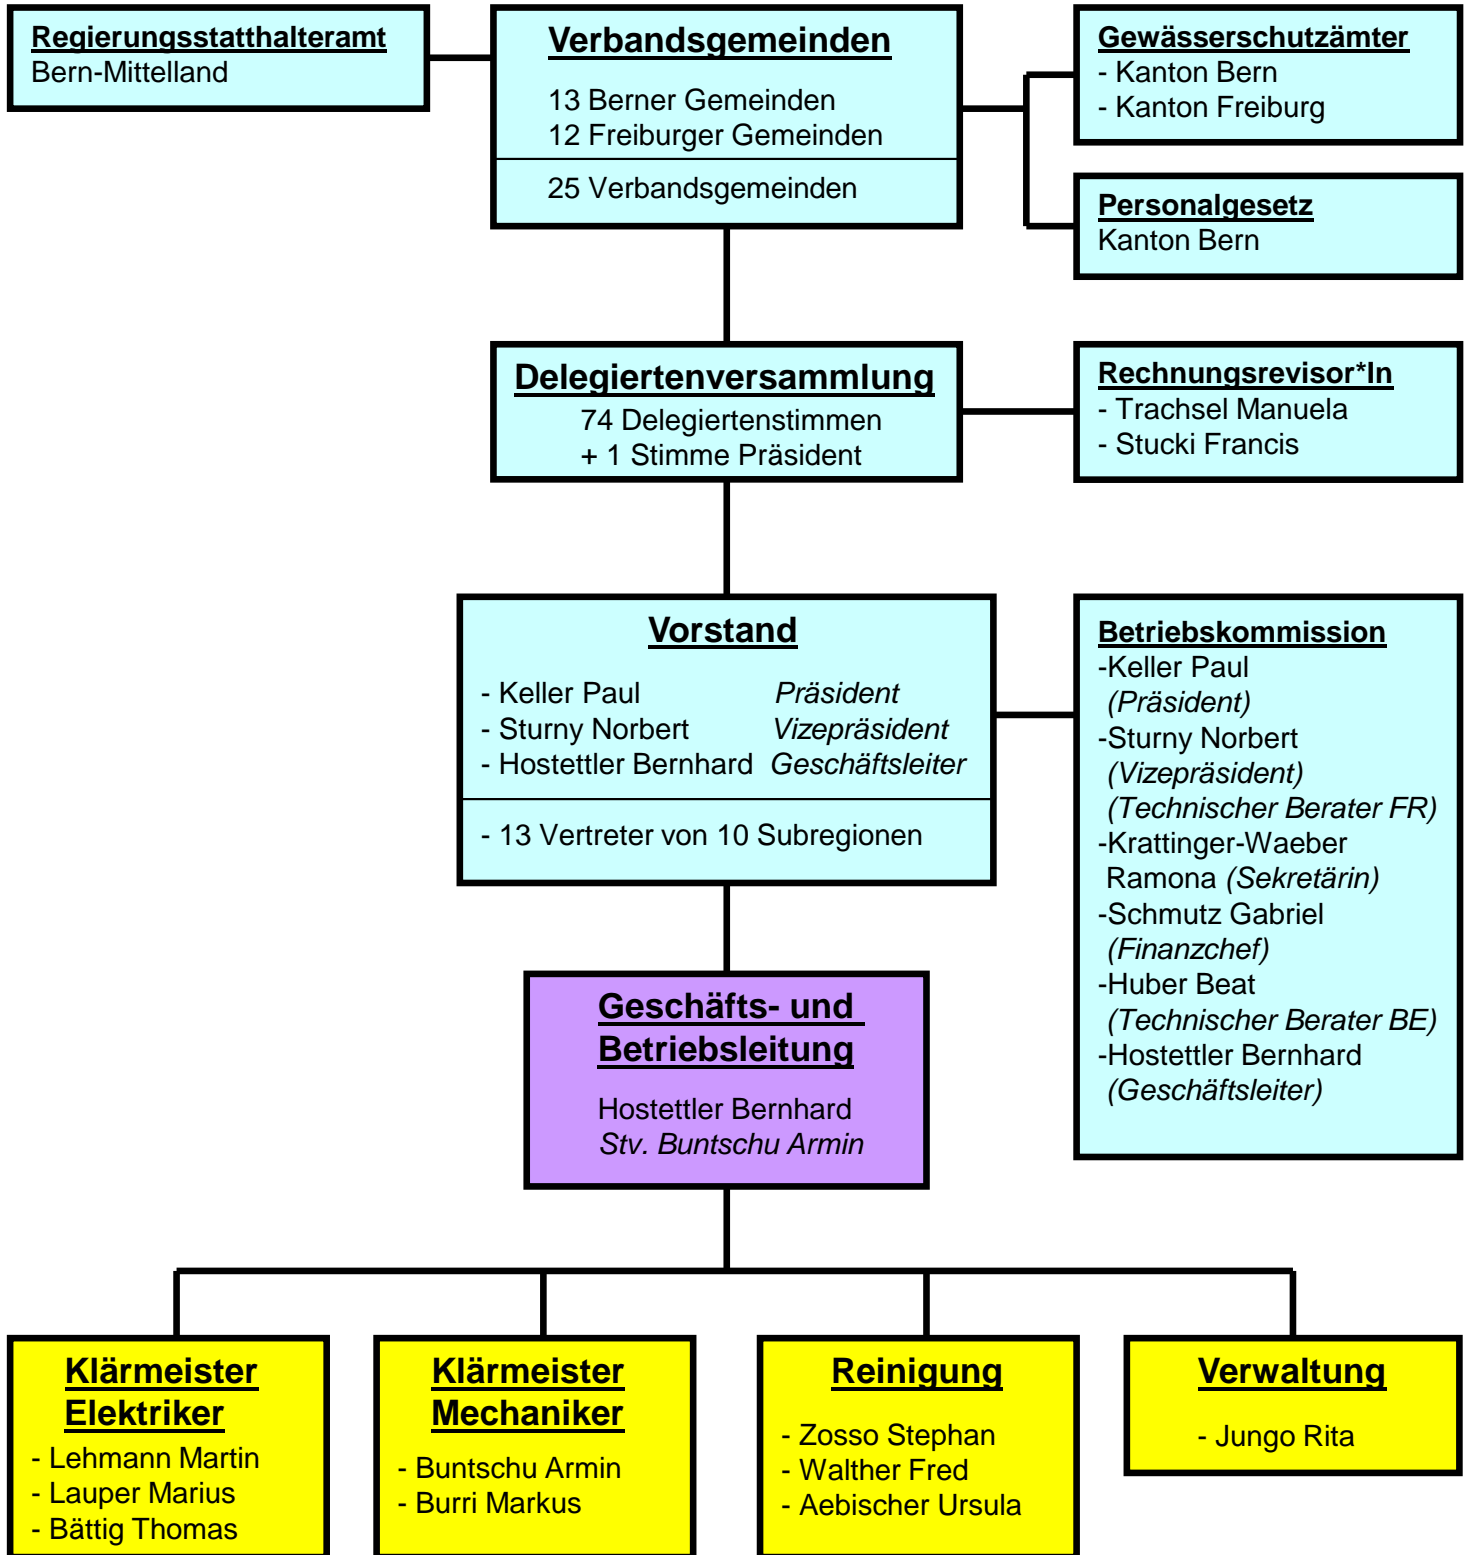 Regierungsstatthalteramt
Bern-Mittelland
Verbandsgemeinden
13 Berner Gemeinden
12 Freiburger Gemeinden
25 Verbandsgemeinden
Gewässerschutzämter
- Kanton Bern
- Kanton Freiburg
Personalgesetz
Kanton Bern
Delegiertenversammlung
74 Delegiertenstimmen
+ 1 Stimme Präsident
Rechnungsrevisor*In
- Trachsel Manuela
- Stucki Francis
Vorstand
- Keller Paul Präsident
- Sturny Norbert Vizepräsident
- Hostettler Bernhard Geschäftsleiter
- 13 Vertreter von 10 Subregionen
Betriebskommission
-Keller Paul
(Präsident)
-Sturny Norbert
(Vizepräsident)
(Technischer Berater FR)
-Krattinger-Waeber
Ramona (Sekretärin)
-Schmutz Gabriel
(Finanzchef)
-Huber Beat
(Technischer Berater BE)
-Hostettler Bernhard
(Geschäftsleiter)
Geschäfts- und
Betriebsleitung
Hostettler Bernhard
Stv. Buntschu Armin
Klärmeister
Elektriker
- Lehmann Martin
- Lauper Marius
- Bättig Thomas
Klärmeister
Mechaniker
- Buntschu Armin
- Burri Markus
Reinigung
- Zosso Stephan
- Walther Fred
- Aebischer Ursula
Verwaltung
- Jungo Rita